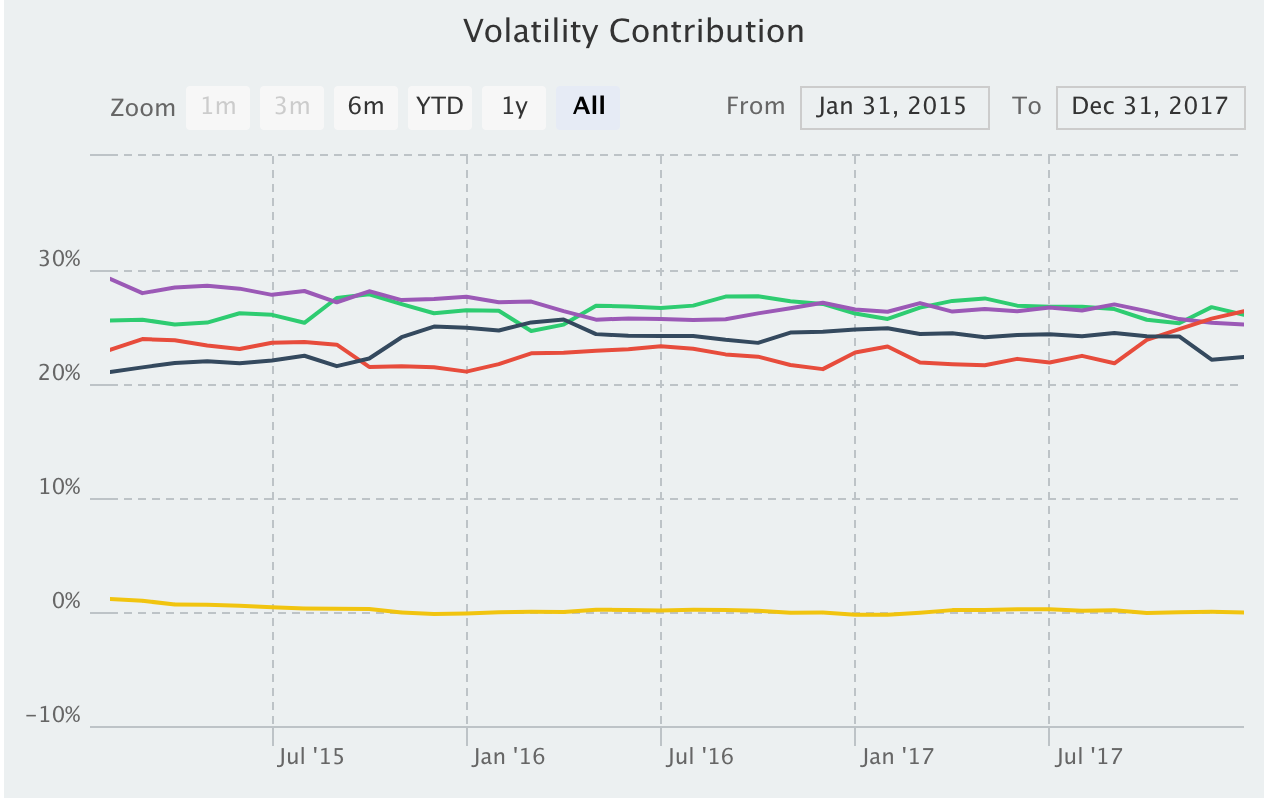 Volatility Contribution
Zoom 1m 3m 6m YTD 1y All From Jan 31, 2015 To Dec 31, 2017
30%
20%
10%
0%
-10%
Jul '15 Jan '16 Jul '16 Jan '17 Jul '17